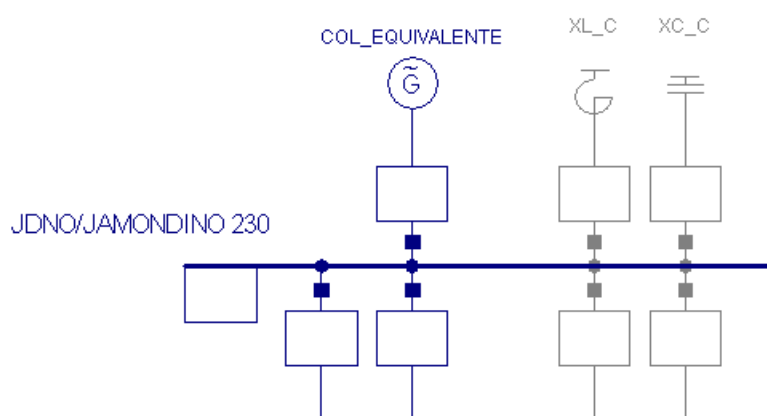 COL_EQUIVALENTE
XL_C
XC_C
G̃
JDNO/JAMONDINO 230